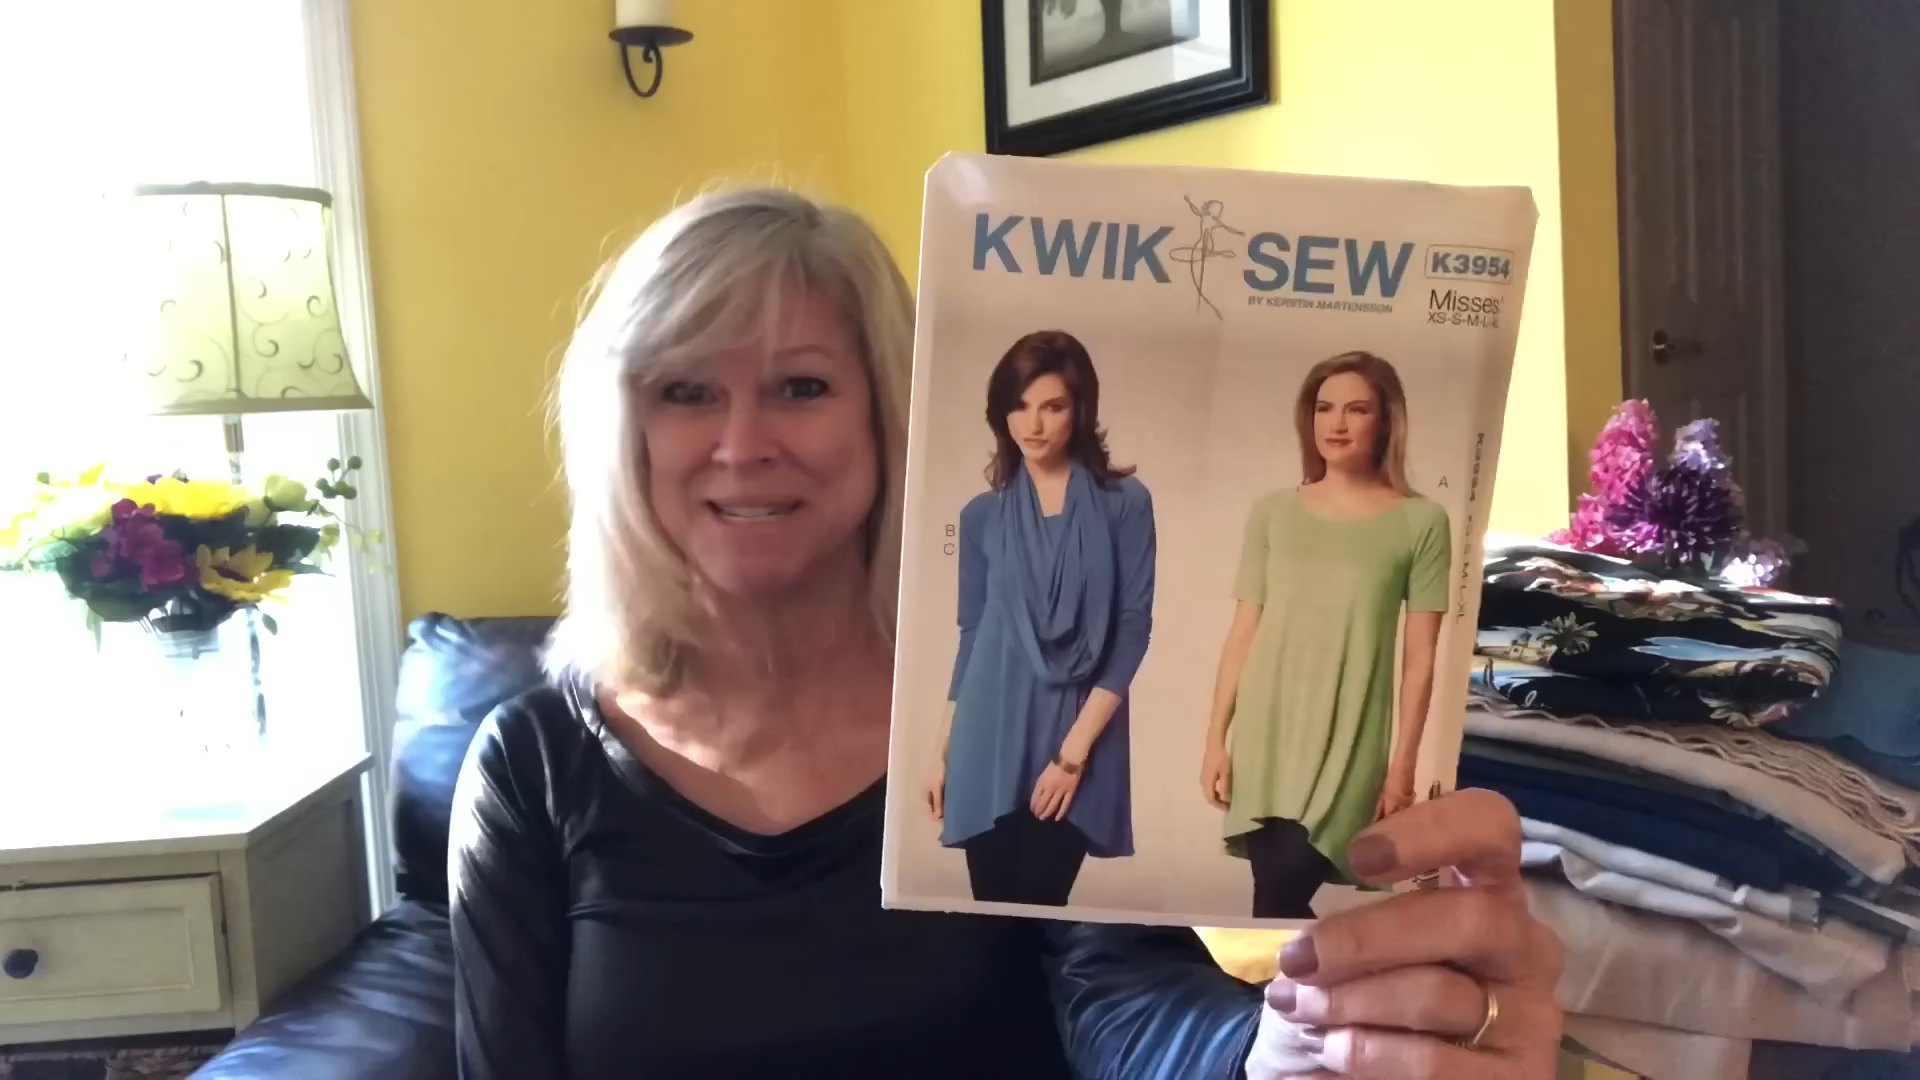 KWIK SEW
BY KERSTIN MARTENSSON
K3954
Misses'
XS-S-M-L-XL
B
C
A